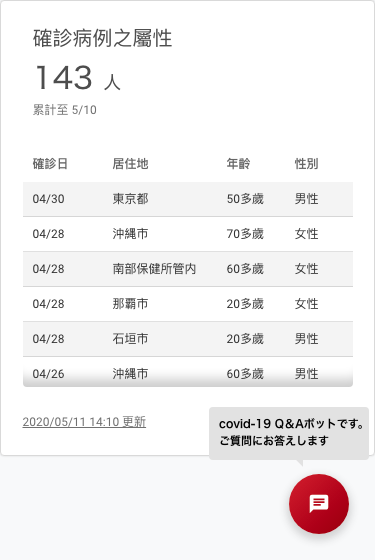 確診病例之屬性
143 人
累計至 5/10
確診日 居住地 年齡 性別
04/30 東京都 50多歲 男性
04/28 沖縄市 70多歲 女性
04/28 南部保健所管内 60多歲 女性
04/28 那覇市 20多歲 女性
04/28 石垣市 20多歲 男性
04/26 沖縄市 60多歲 男性
2020/05/11 14:10 更新
covid-19 Q&Aボットです。
ご質問にお答えします